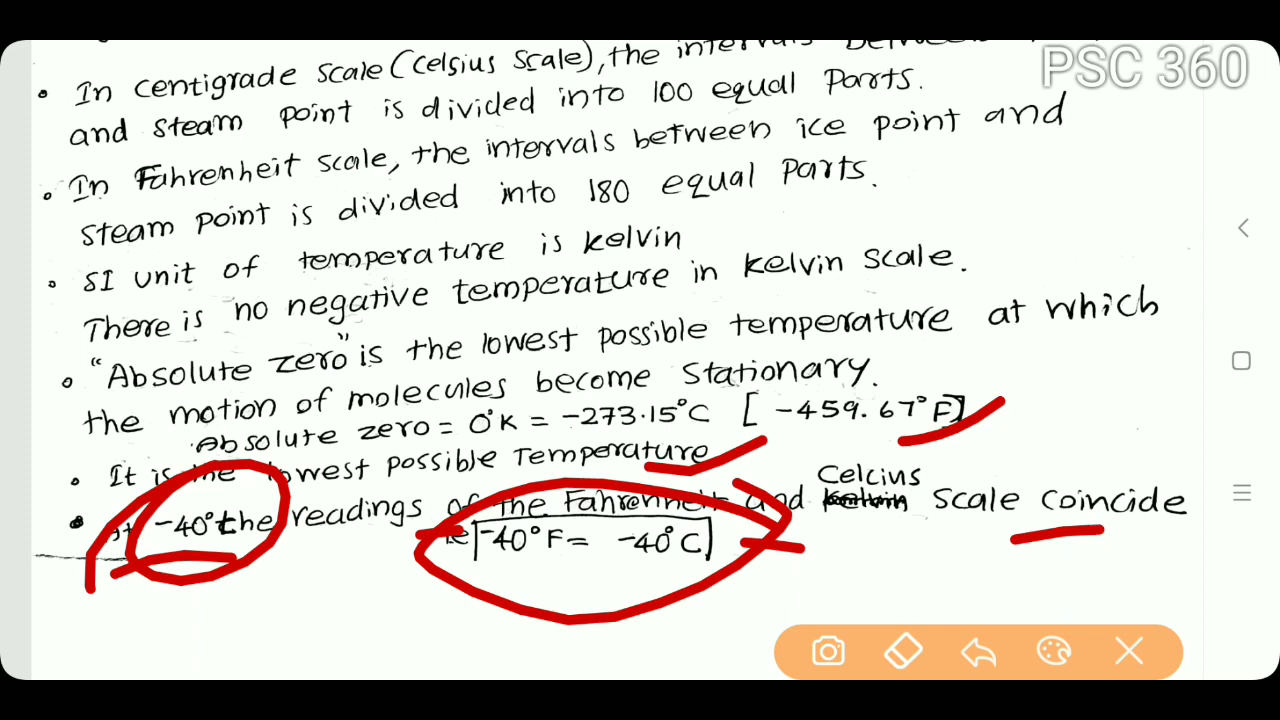 PSC 360
• In centigrade scale (Celsius scale), the intervals between
and steam point is divided into 100 equal parts.
• In Fahrenheit scale, the intervals between ice point and
steam point is divided into 180 equal parts.
• SI unit of temperature is kelvin
There is no negative temperature in kelvin scale.
• "Absolute zero" is the lowest possible temperature at which
the motion of molecules become stationary.
Absolute zero = 0°K = -273.15°C [-459.67°F]
• It is the lowest possible Temperature
Celcius
• At -40° the readings of the Fahrenheit and scale coincide
ie -40°F = -40°C